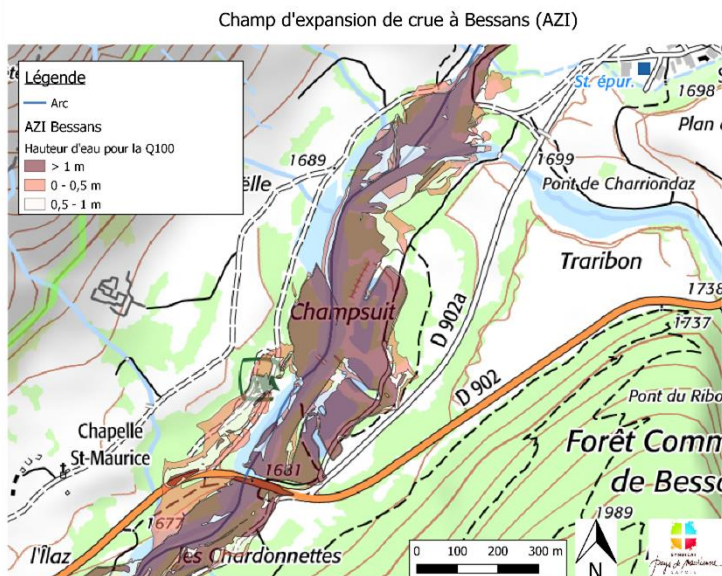 Champ d'expansion de crue à Bessans (AZI)
Légende
Arc
AZI Bessans
Hauteur d'eau pour la Q100
> 1 m
0 - 0,5 m
0,5 - 1 m
St. épur.
1698
Plan
1689
1699
Pont de Charriondaz
Traribon
1738
1737
Champsuit
D 902a
D 902
Pont du Ribo
Chapelle
St-Maurice
1681
Forêt Comm
de Bess
1677
1989
l'Îlaz
les Chardonnettes
0 100 200 300 m
N